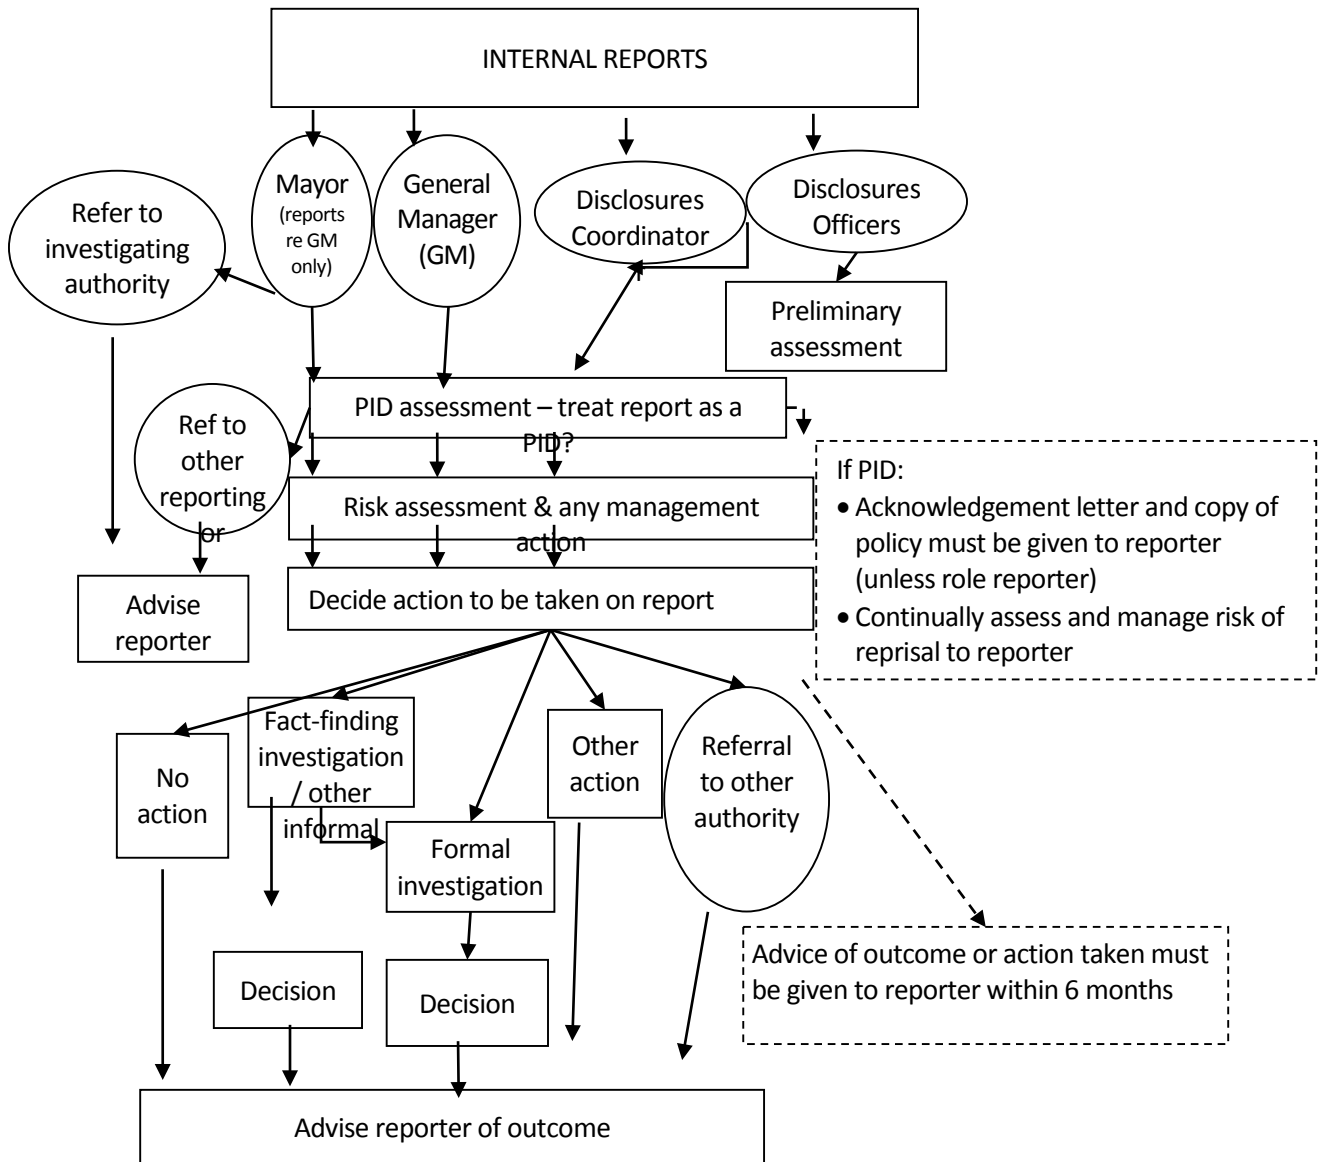 INTERNAL REPORTS
Mayor
(reports
re GM
only)
General
Manager
(GM)
Disclosures
Coordinator
Disclosures
Officers
Refer to
investigating
authority
Preliminary
assessment
PID assessment – treat report as a
PID?
Ref to
other
reporting
or
If PID:
• Acknowledgement letter and copy of
policy must be given to reporter
(unless role reporter)
• Continually assess and manage risk of
reprisal to reporter
Risk assessment & any management
action
Advise
reporter
Decide action to be taken on report
No
action
Fact-finding
investigation
/ other
informal
Formal
investigation
Other
action
Referral
to other
authority
Decision
Decision
Advice of outcome or action taken must
be given to reporter within 6 months
Advise reporter of outcome